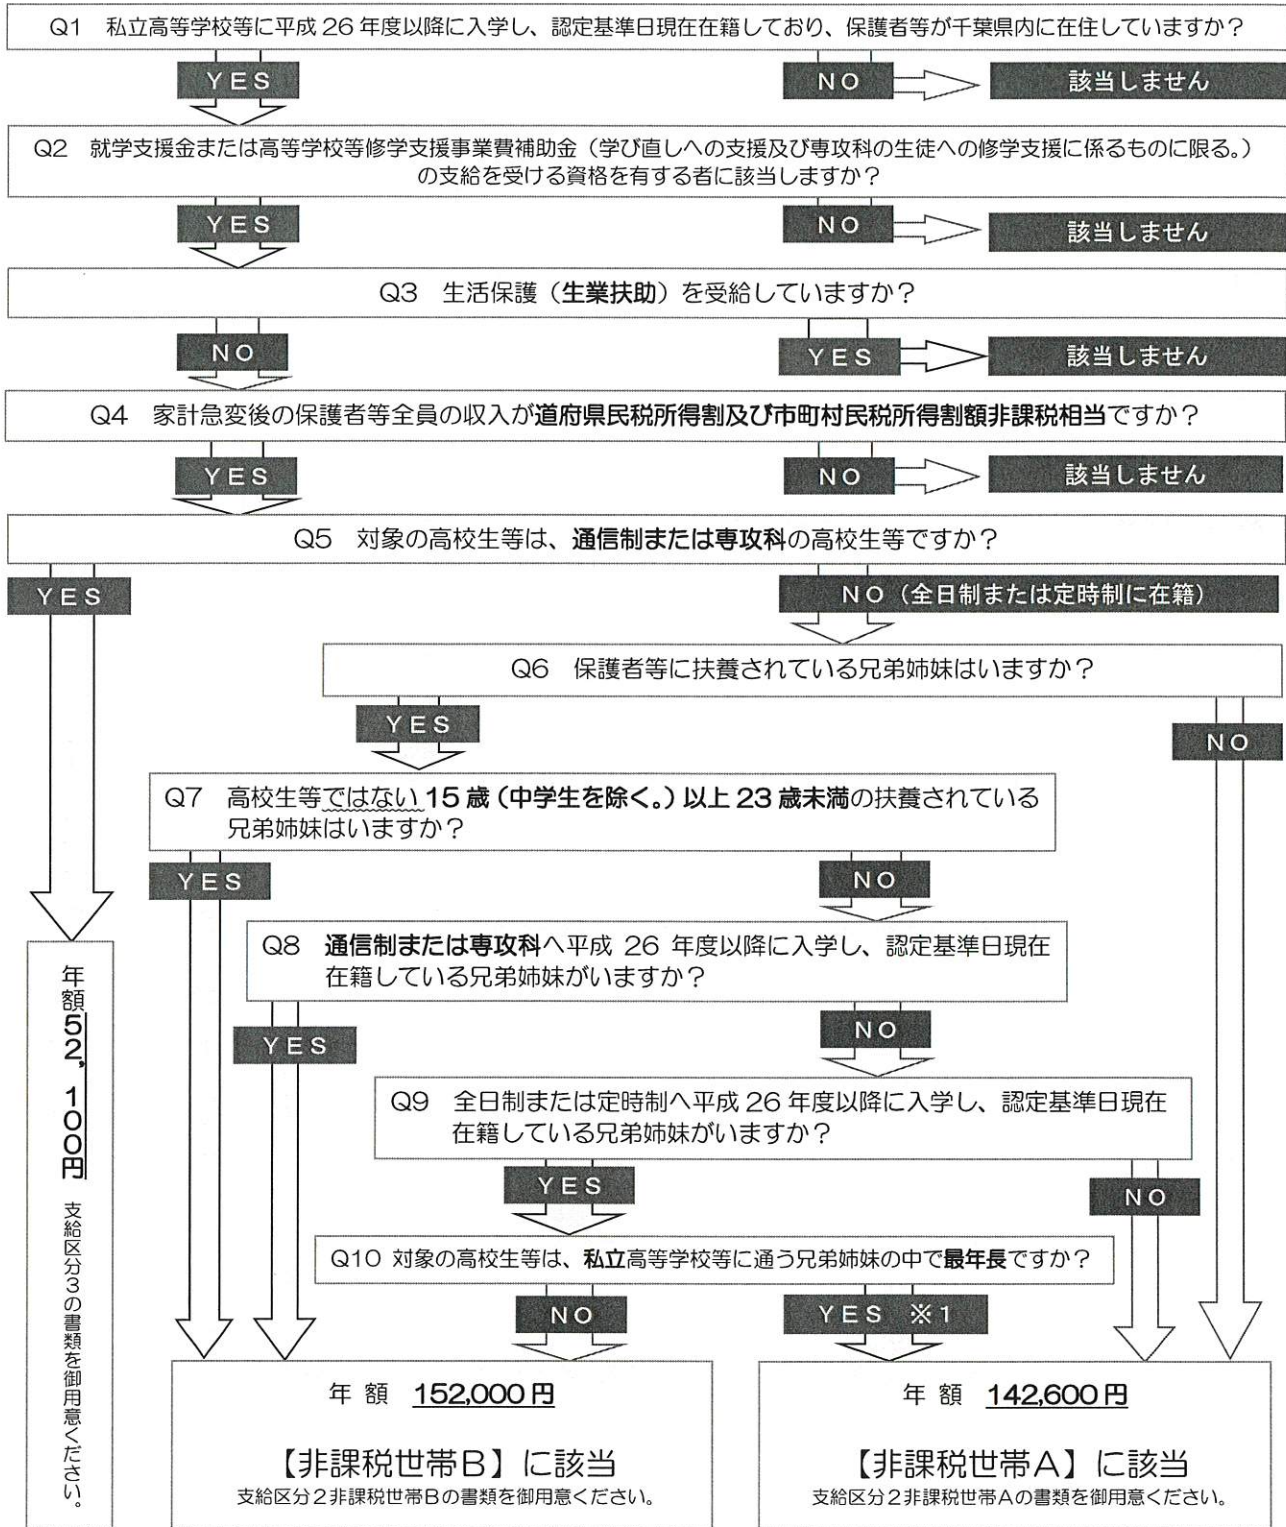 Q1 私立高等学校等に平成26年度以降に入学し、認定基準日現在在籍しており、保護者等が千葉県内に在住していますか？
YES
NO
該当しません
Q2 就学支援金または高等学校等修学支援事業費補助金（学び直しへの支援及び専攻科の生徒への修学支援に係るものに限る。）
の支給を受ける資格を有する者に該当しますか？
YES
NO
該当しません
Q3 生活保護（生業扶助）を受給していますか？
NO
YES
該当しません
Q4 家計急変後の保護者等全員の収入が道府県民税所得割及び市町村民税所得割額非課税相当ですか？
YES
NO
該当しません
Q5 対象の高校生等は、通信制または専攻科の高校生等ですか？
YES
NO（全日制または定時制に在籍）
Q6 保護者等に扶養されている兄弟姉妹はいますか？
YES
NO
Q7 高校生等ではない15歳（中学生を除く。）以上23歳未満の扶養されている
兄弟姉妹はいますか？
YES
NO
Q8 通信制または専攻科へ平成 26 年度以降に入学し、認定基準日現在
在籍している兄弟姉妹がいますか？
YES
NO
Q9 全日制または定時制へ平成26年度以降に入学し、認定基準日現在
在籍している兄弟姉妹がいますか？
YES
NO
Q10 対象の高校生等は、私立高等学校等に通う兄弟姉妹の中で最年長ですか？
NO
YES ※1
年額52,100円 支給区分3の書類を御用意ください。
年 額 152,000円
【非課税世帯B】に該当
支給区分2非課税世帯Bの書類を御用意ください。
年 額 142,600円
【非課税世帯A】に該当
支給区分2非課税世帯Aの書類を御用意ください。